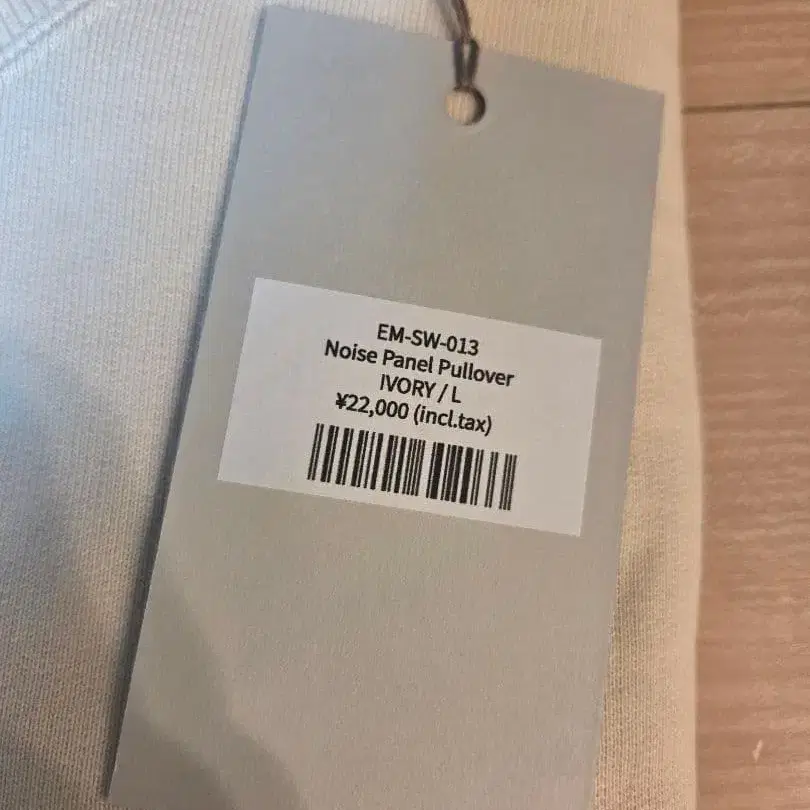 EM-SW-013
Noise Panel Pullover
IVORY / L
¥22,000 (incl.tax)